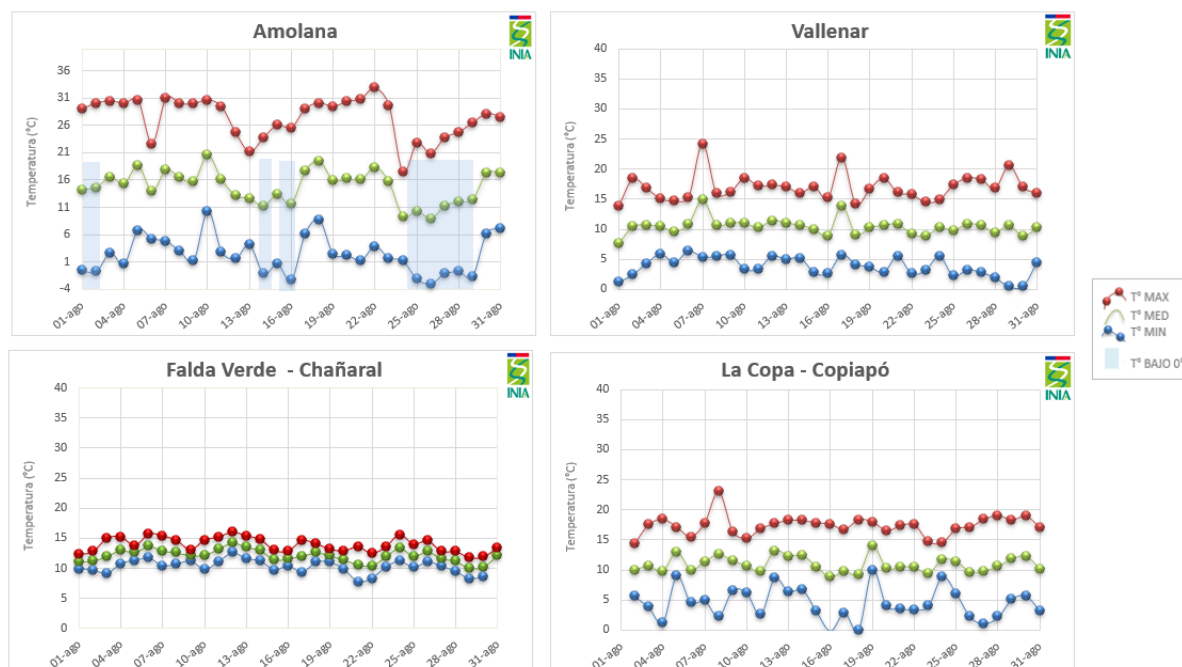 Amolana
INIA
Temperatura (°C)
36
31
26
21
16
11
6
1
-4
01-ago
04-ago
07-ago
10-ago
13-ago
16-ago
19-ago
22-ago
25-ago
28-ago
31-ago
Vallenar
INIA
Temperatura (°C)
40
35
30
25
20
15
10
5
0
01-ago
04-ago
07-ago
10-ago
13-ago
16-ago
19-ago
22-ago
25-ago
28-ago
31-ago
T° MAX
T° MED
T° MIN
T° BAJO 0°
Falda Verde - Chañaral
INIA
Temperatura (°C)
40
35
30
25
20
15
10
5
0
01-ago
04-ago
07-ago
10-ago
13-ago
16-ago
19-ago
22-ago
25-ago
28-ago
31-ago
La Copa - Copiapó
INIA
Temperatura (°C)
40
35
30
25
20
15
10
5
0
01-ago
04-ago
07-ago
10-ago
13-ago
16-ago
19-ago
22-ago
25-ago
28-ago
31-ago